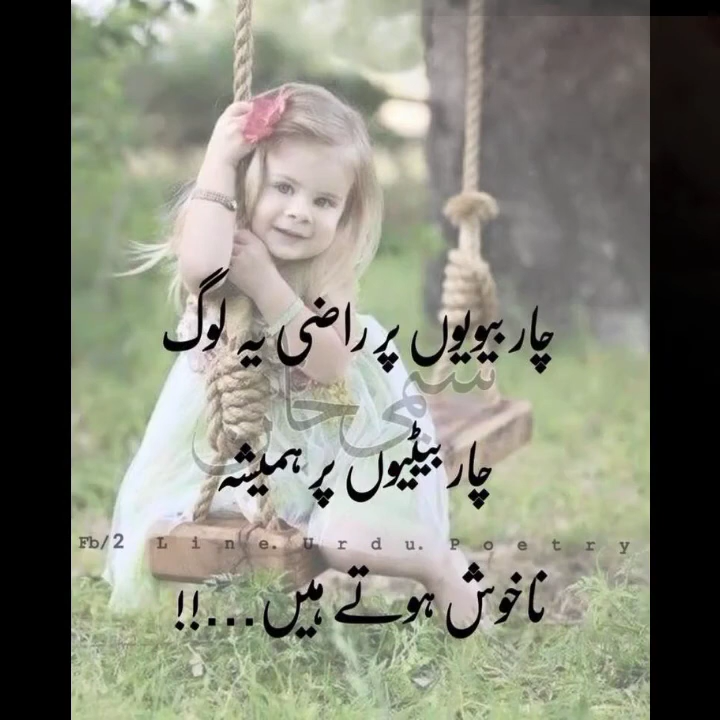 چار بیویوں پر راضی یہ لوگ
چار بیٹیوں پر ہمیشہ
Fb/2 Line. Urdu. Poetry
ناخوش ہوتے ہیں...!!